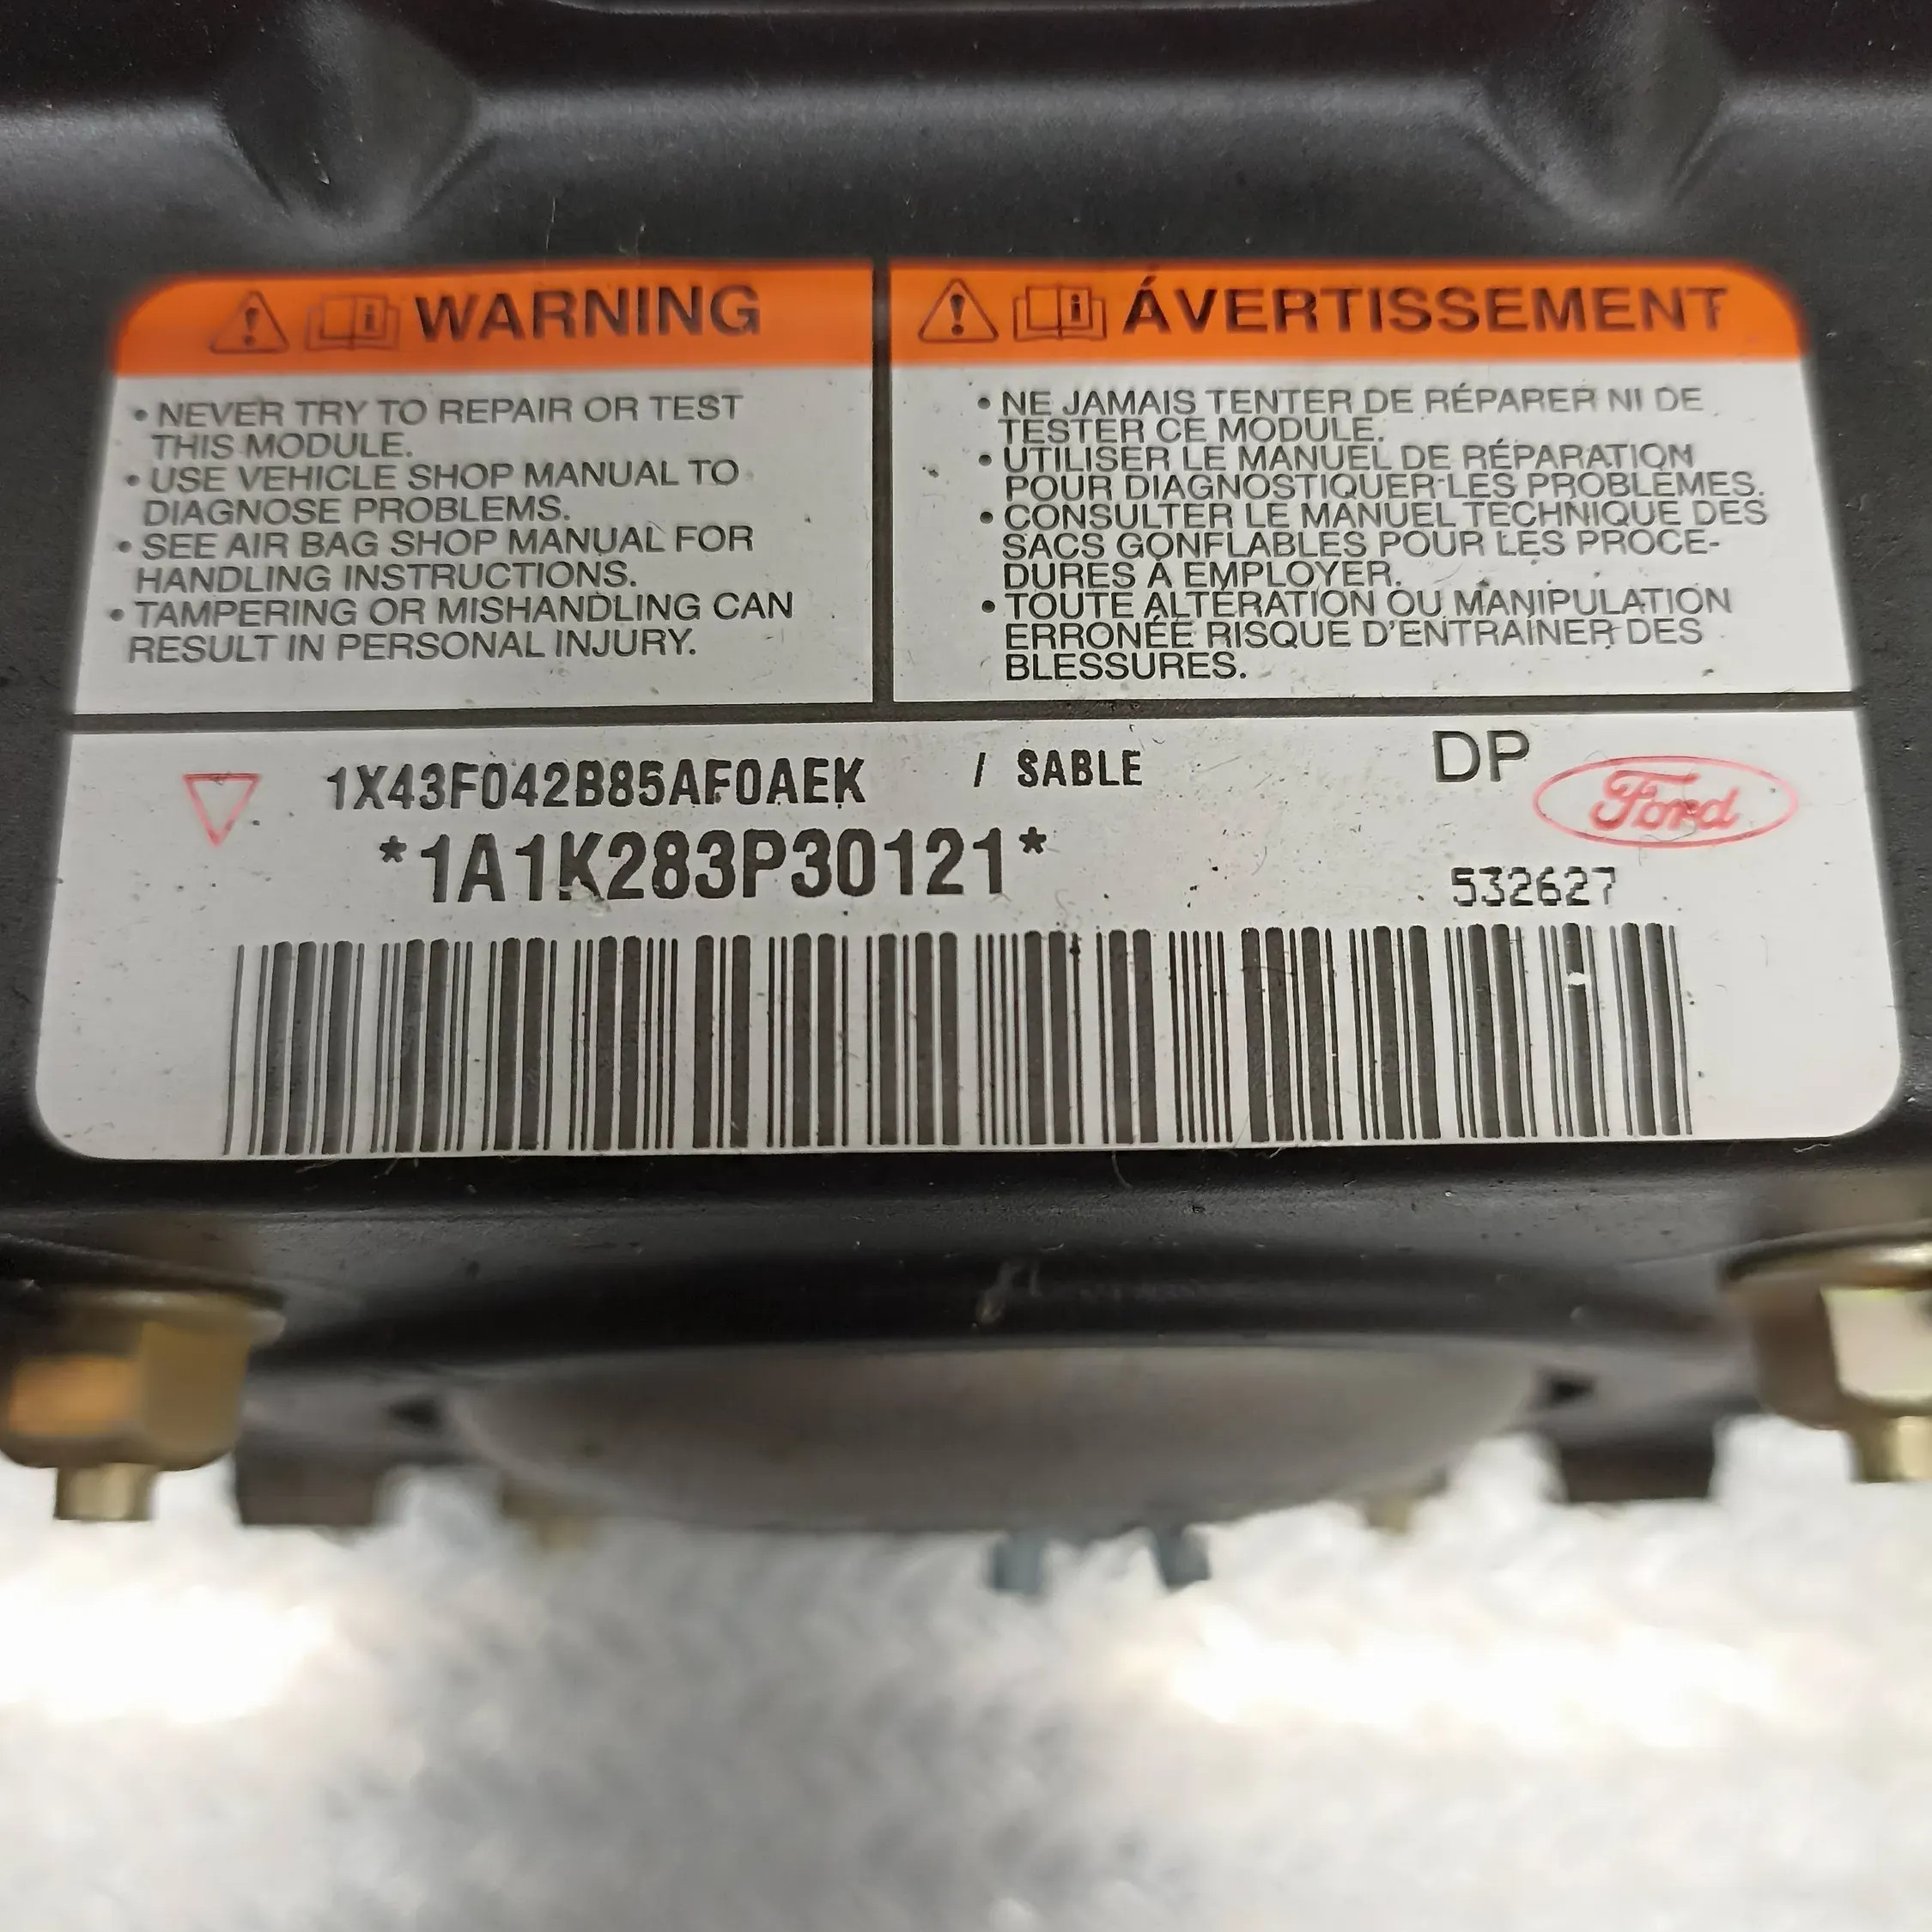 WARNING
• NEVER TRY TO REPAIR OR TEST
THIS MODULE.
• USE VEHICLE SHOP MANUAL TO
DIAGNOSE PROBLEMS.
• SEE AIR BAG SHOP MANUAL FOR
HANDLING INSTRUCTIONS.
• TAMPERING OR MISHANDLING CAN
RESULT IN PERSONAL INJURY.
ÁVERTISSEMENT
• NE JAMAIS TENTER DE RÉPARER NI DE
TESTER CE MODULE.
• UTILISER LE MANUEL DE RÉPARATION
POUR DIAGNOSTIQUER LES PROBLÈMES.
• CONSULTER LE MANUEL TECHNIQUE DES
SACS GONFLABLES POUR LES PROCÉ-
DURES À EMPLOYER.
• TOUTE ALTÉRATION OU MANIPULATION
ERRONÉE RISQUE D'ENTRAINER DES
BLESSURES.
1X43F042B85AF0AEK / SABLE DP Ford
*1A1K283P30121*
532627